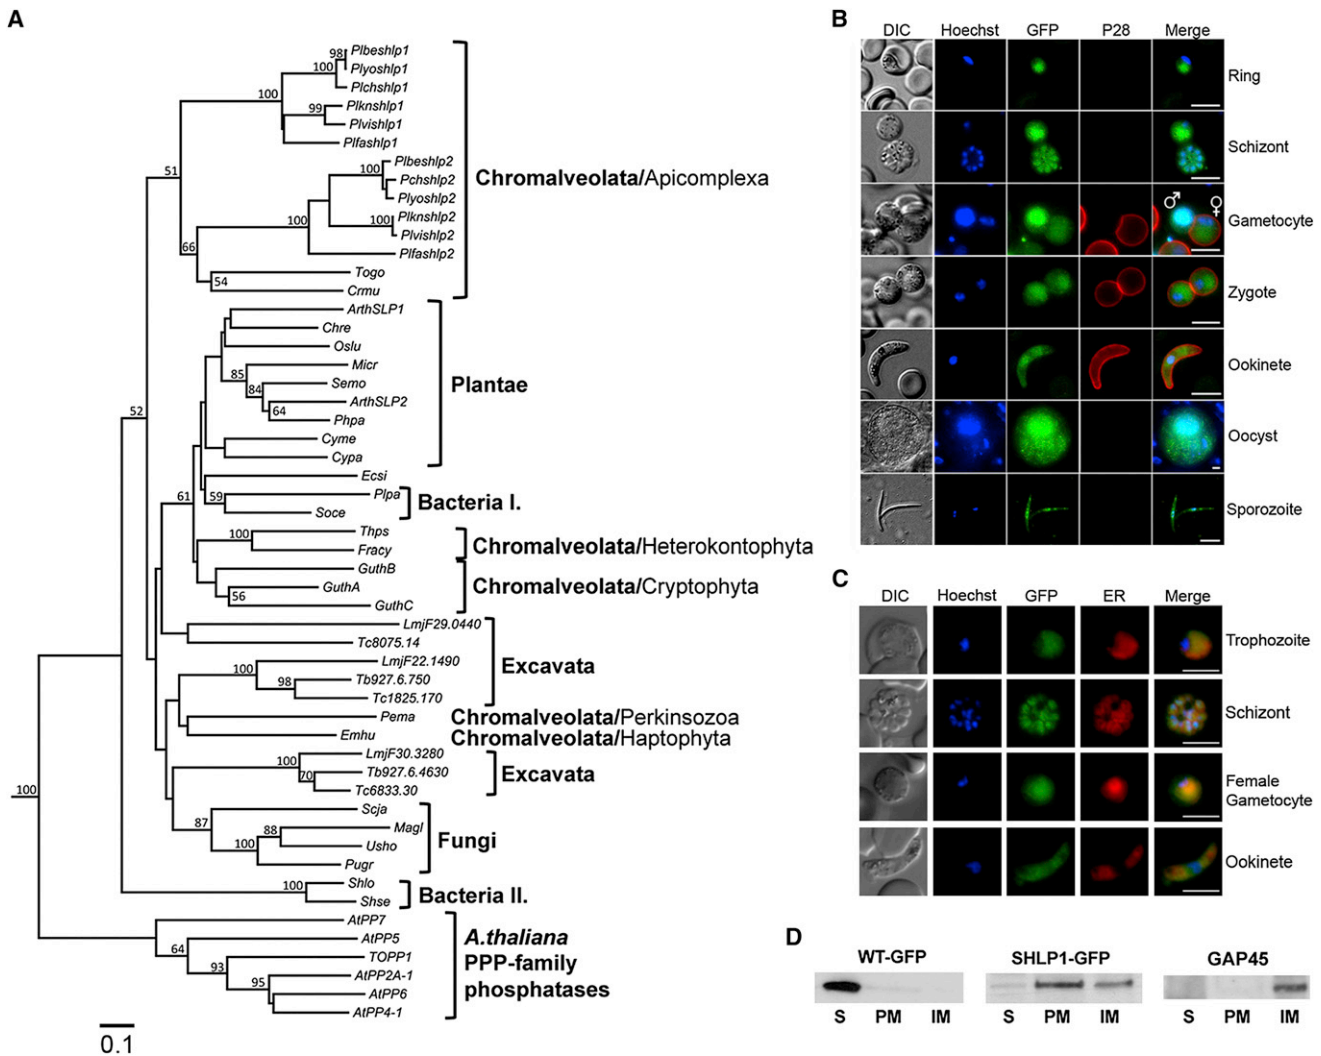 A
98
Plbeshlp1
100
Plyoshlp1
Plchshlp1
100
Plknshlp1
99
Plvishlp1
Plfashlp1
Plbeshlp2
100
Pchshlp2
Plyoshlp2
Plknshlp2
100
100
Plvishlp2
Plfashlp2
51
66
Togo
54
Crmu
Chromalveolata/Apicomplexa
ArthSLP1
Chre
Oslu
Micr
85
Semo
84
ArthSLP2
64
Phpa
Cyme
Cypa
Plantae
52
Ecsi
61
59
Plpa
Soce
Bacteria I.
Thps
100
Fracy
Chromalveolata/Heterokontophyta
GuthB
GuthA
56
GuthC
Chromalveolata/Cryptophyta
LmjF29.0440
Tc8075.14
LmjF22.1490
100
Tb927.6.750
98
Tc1825.170
Excavata
Pema
Chromalveolata/Perkinsozoa
Emhu
Chromalveolata/Haptophyta
LmjF30.3280
100
Tb927.6.4630
70
Tc6833.30
Excavata
100
Scja
87
Magl
88
Usho
100
Pugr
Fungi
Shlo
100
Shse
Bacteria II.
AtPP7
AtPP5
64
TOPP1
93
AtPP2A-1
95
AtPP6
AtPP4-1
A.thaliana
PPP-family
phosphatases
0.1
B
DIC Hoechst GFP P28 Merge
Ring
Schizont
♂ ♀
Gametocyte
Zygote
Ookinete
Oocyst
Sporozoite
C
DIC Hoechst GFP ER Merge
Trophozoite
Schizont
Female
Gametocyte
Ookinete
D
WT-GFP SHLP1-GFP GAP45
S PM IM S PM IM S PM IM